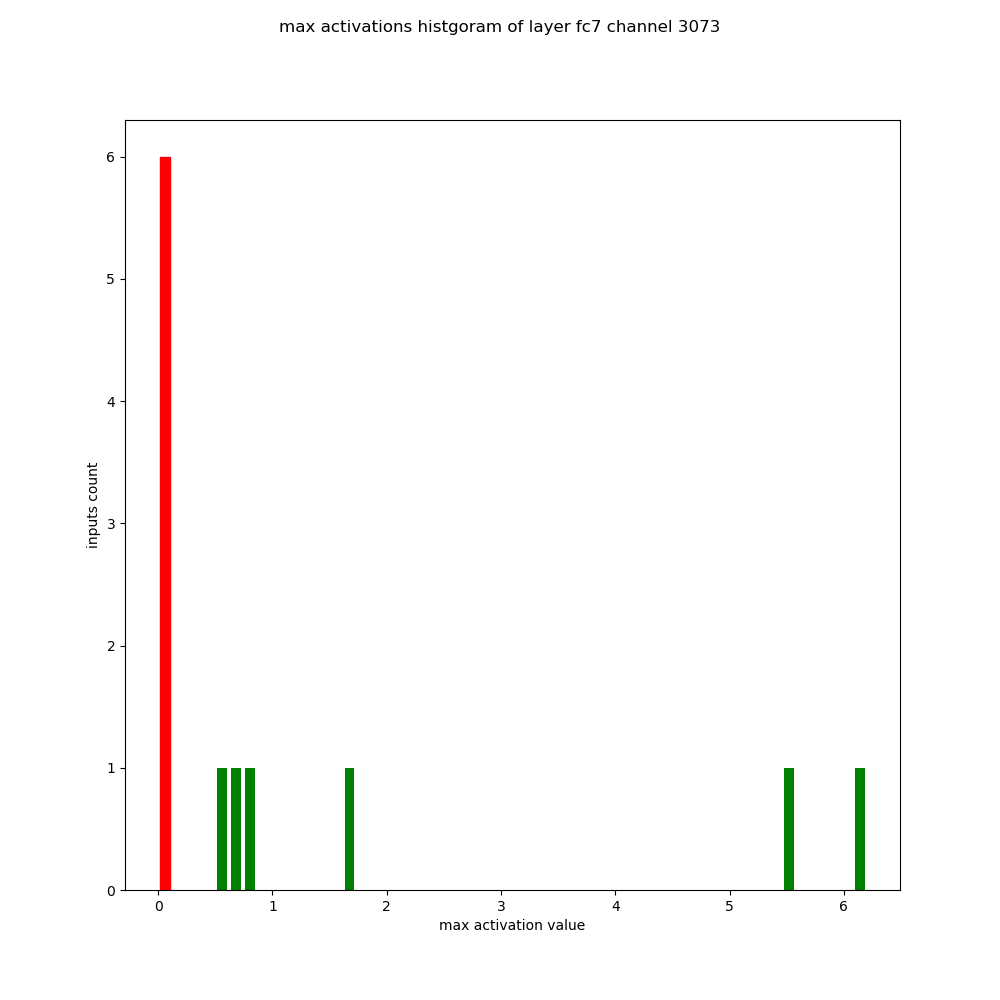 max activations histgoram of layer fc7 channel 3073
6
5
4
3
2
1
0
inputs count
0 1 2 3 4 5 6
max activation value